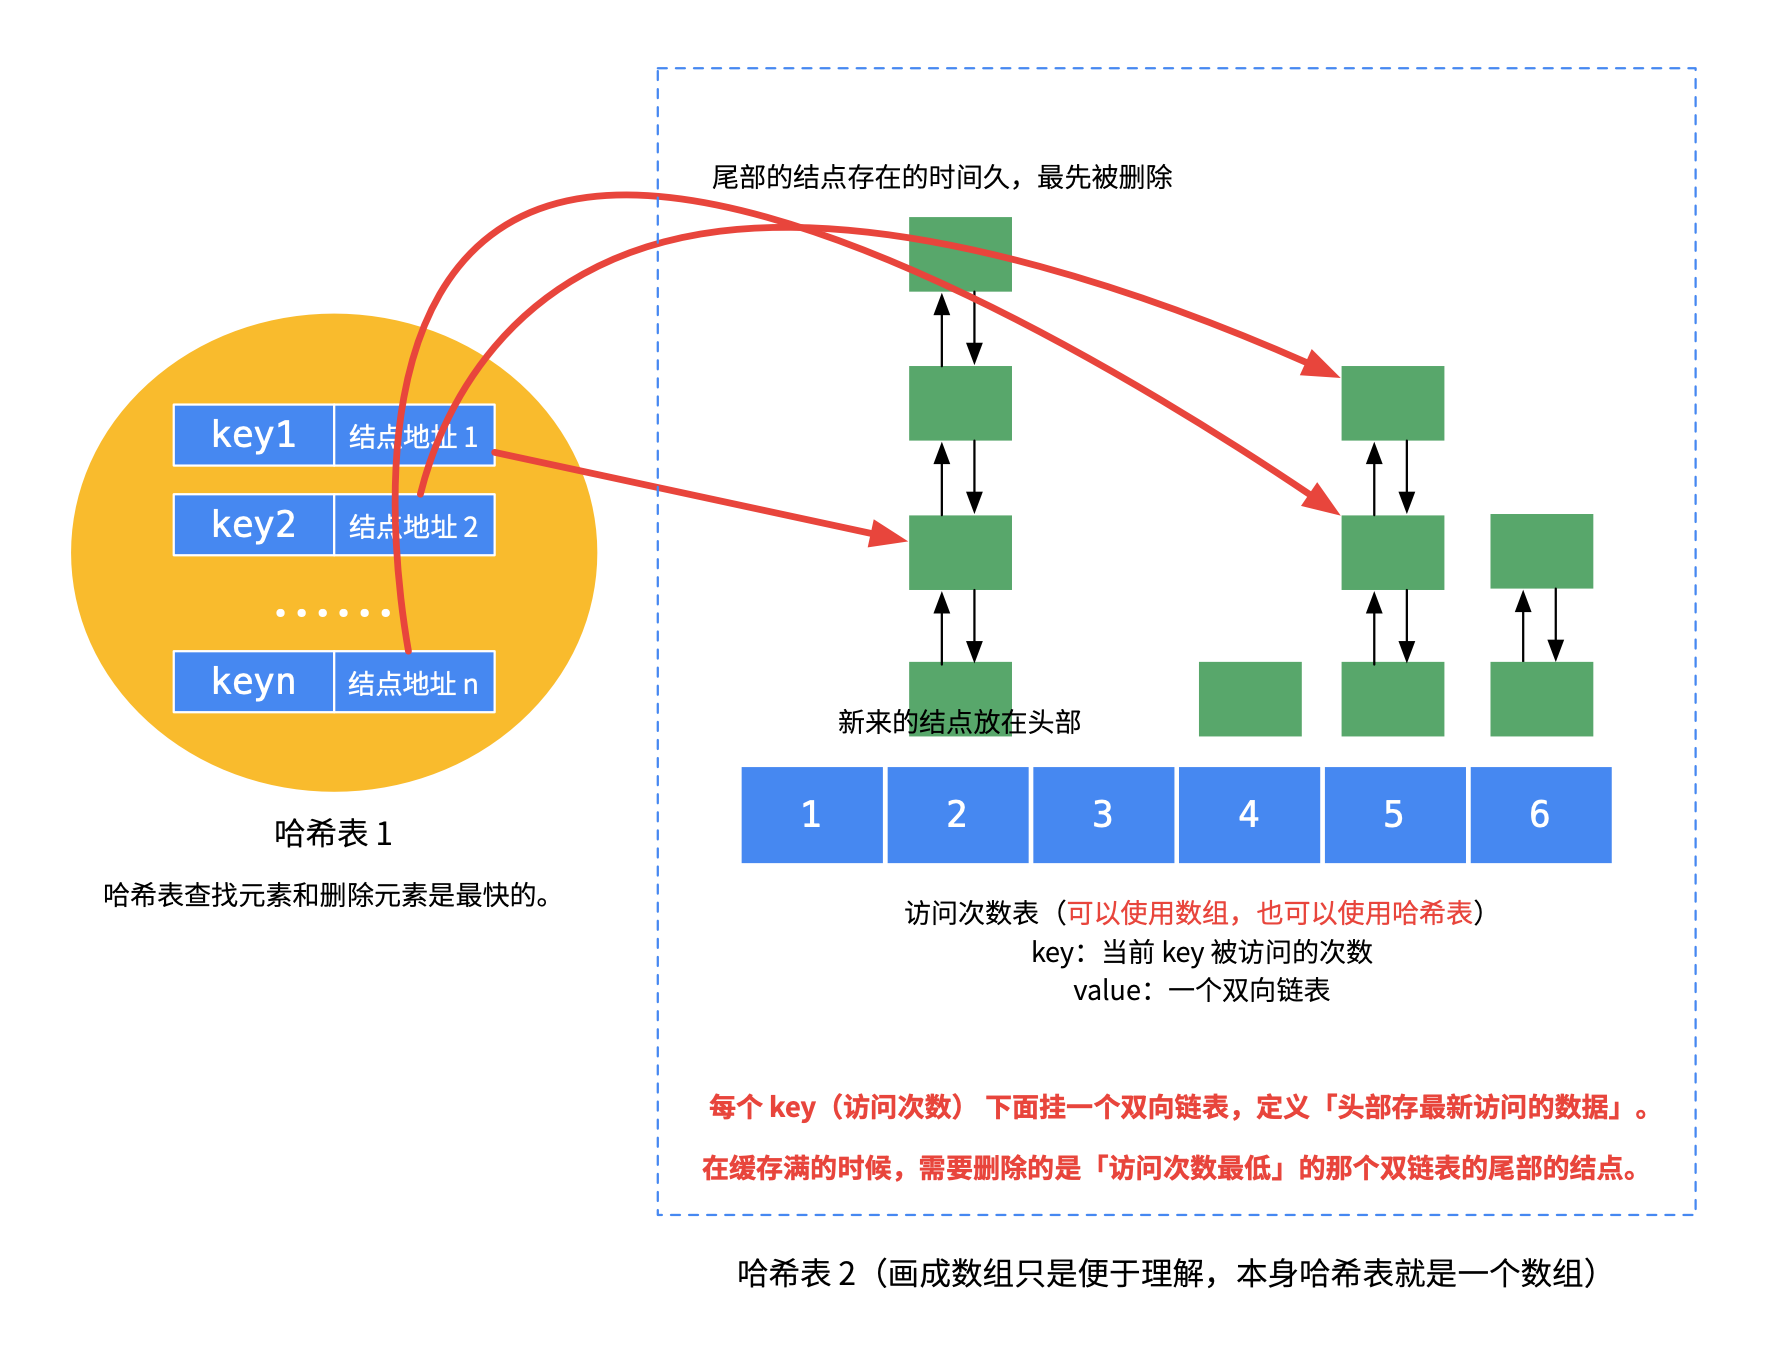 尾部的结点存在的时间久，最先被删除
key1 结点地址 1
key2 结点地址 2
······
keyn 结点地址 n
新来的结点放在头部
1 2 3 4 5 6
哈希表 1
哈希表查找元素和删除元素是最快的。
访问次数表（可以使用数组，也可以使用哈希表）
key：当前 key 被访问的次数
value：一个双向链表
每个 key（访问次数） 下面挂一个双向链表，定义「头部存最新访问的数据」。
在缓存满的时候，需要删除的是「访问次数最低」的那个双链表的尾部的结点。
哈希表 2（画成数组只是便于理解，本身哈希表就是一个数组）